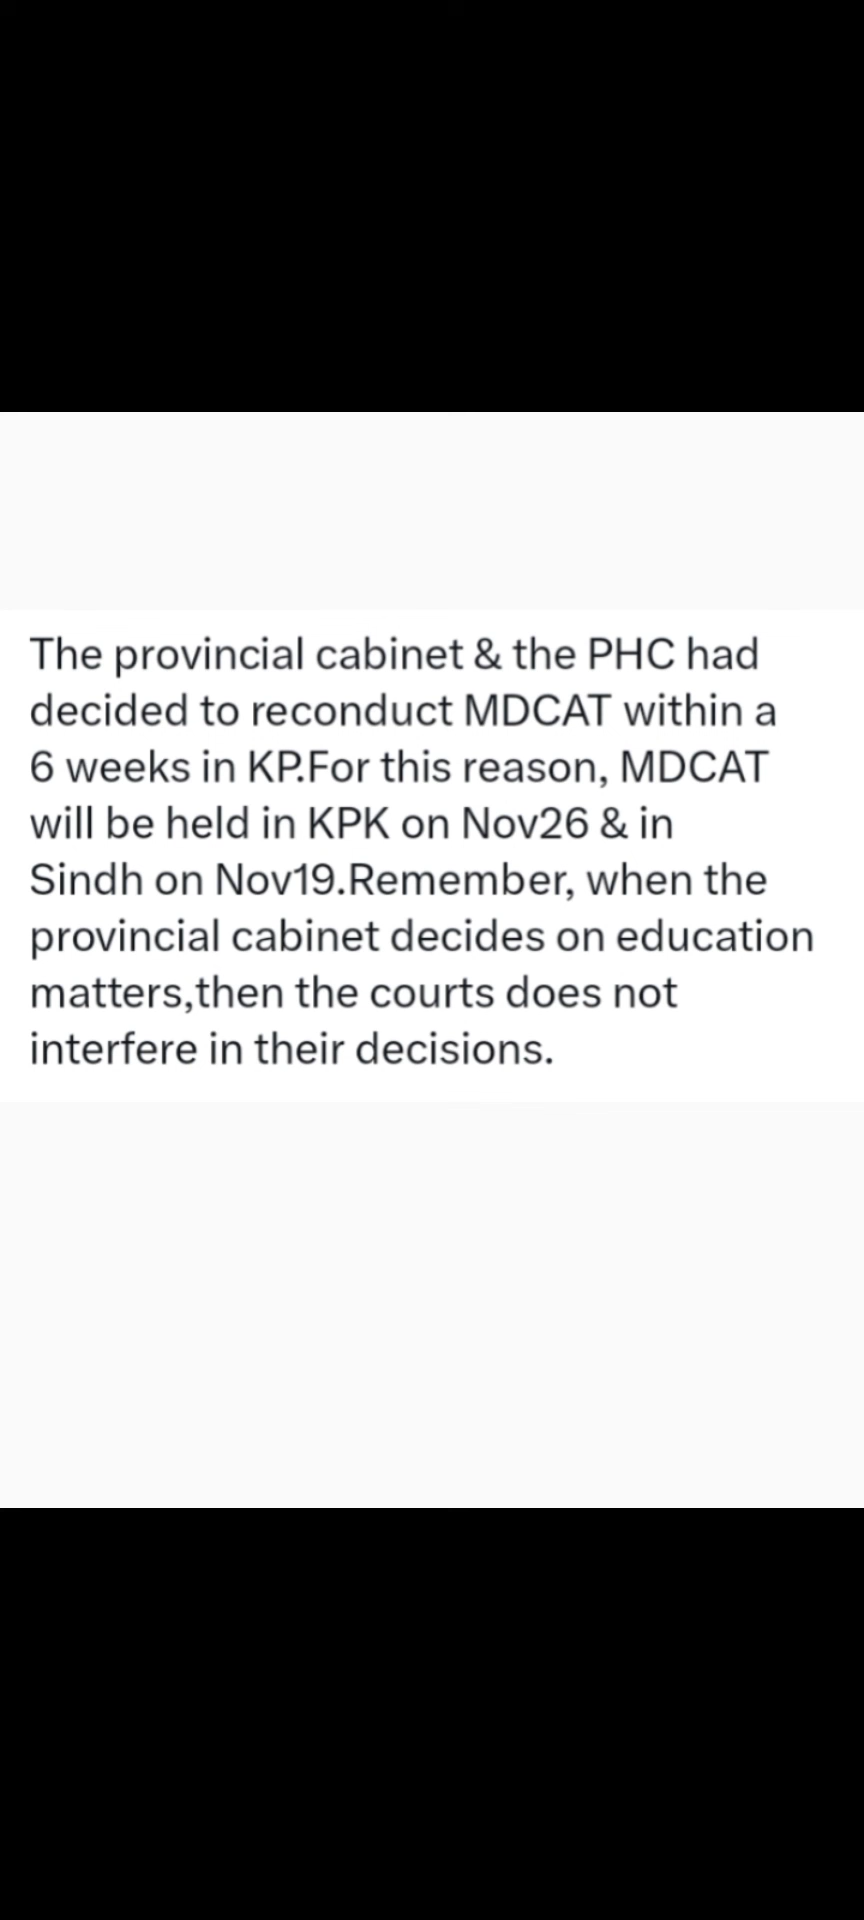 The provincial cabinet & the PHC had
decided to reconduct MDCAT within a
6 weeks in KP.For this reason, MDCAT
will be held in KPK on Nov26 & in
Sindh on Nov19.Remember, when the
provincial cabinet decides on education
matters,then the courts does not
interfere in their decisions.